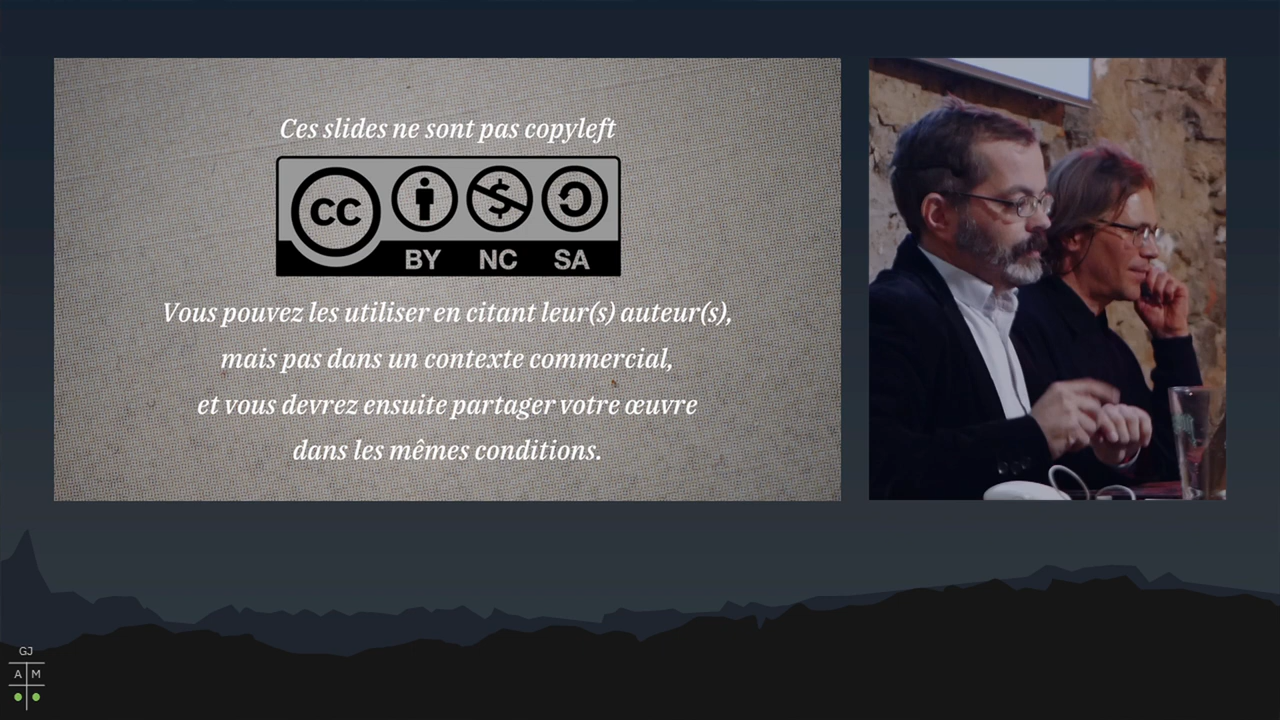 Ces slides ne sont pas copyleft
CC
BY NC SA
Vous pouvez les utiliser en citant leur(s) auteur(s),
mais pas dans un contexte commercial,
et vous devrez ensuite partager votre œuvre
dans les mêmes conditions.
GJ
A M